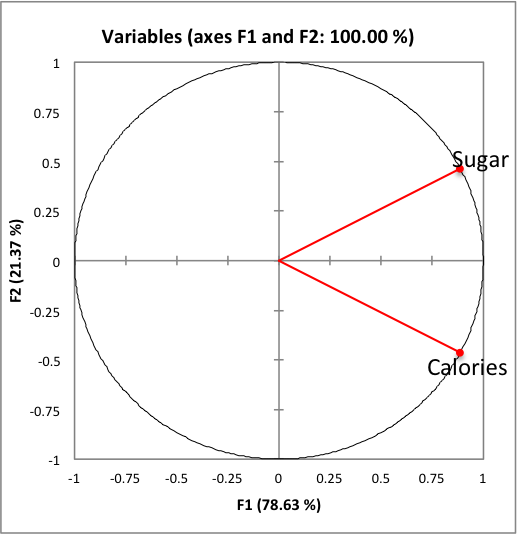 Variables (axes F1 and F2: 100.00 %)
1
0.75
Sugar
0.5
0.25
0
-0.25
-0.5
Calories
-0.75
-1
F2 (21.37 %)
-1 -0.75 -0.5 -0.25 0 0.25 0.5 0.75 1
F1 (78.63 %)